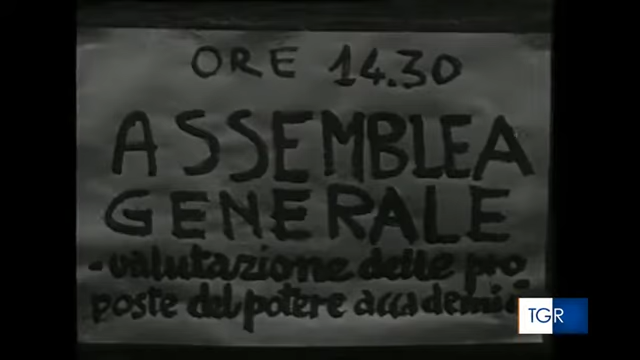 ORE 14.30
ASSEMBLEA
GENERALE
-valutazione delle pro
poste del potere
TGR